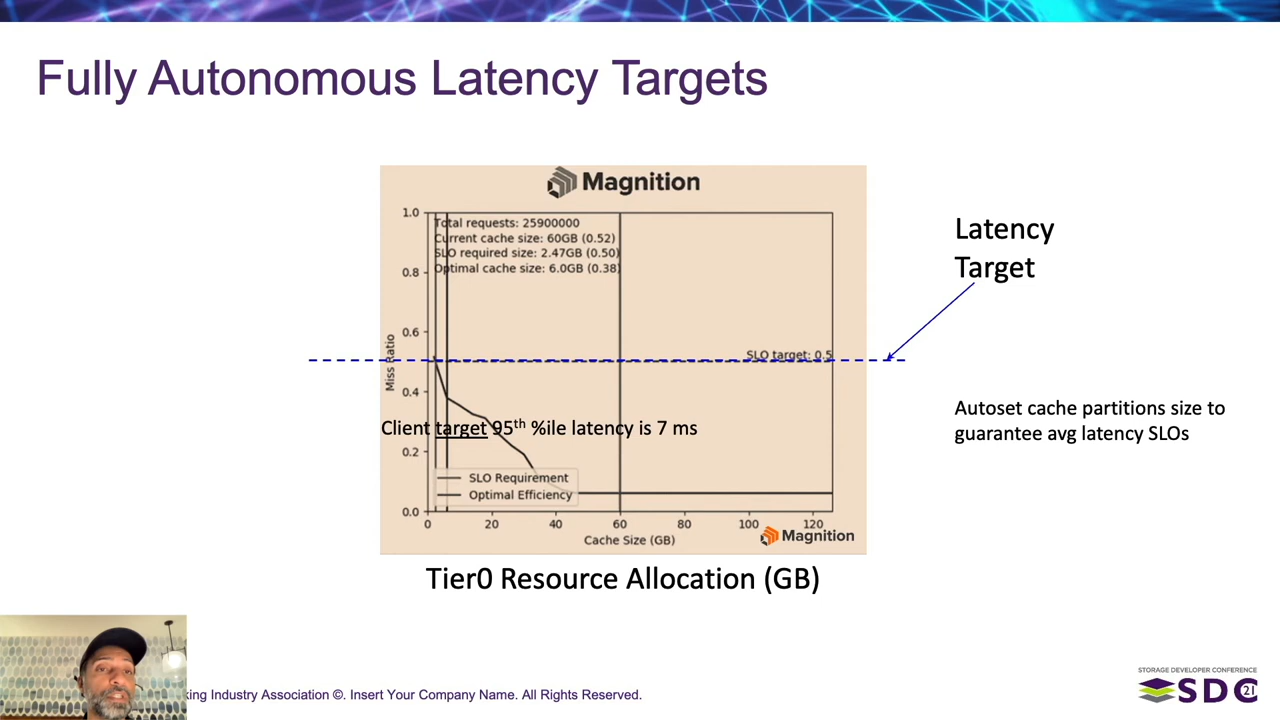 Fully Autonomous Latency Targets
Magnition
Total requests: 25900000
Current cache size: 60GB (0.52)
SLO required size: 2.47GB (0.50)
Optimal cache size: 6.0GB (0.38)
1.0
0.8
0.6
0.4
0.2
0.0
Miss Ratio
SLO target: 0.5
Client target 95th %ile latency is 7 ms
SLO Requirement
Optimal Efficiency
0 20 40 60 80 100 120
Cache Size (GB)
Magnition
Tier0 Resource Allocation (GB)
Latency
Target
Autoset cache partitions size to
guarantee avg latency SLOs
king Industry Association ©. Insert Your Company Name. All Rights Reserved.
STORAGE DEVELOPER CONFERENCE
SDC 21